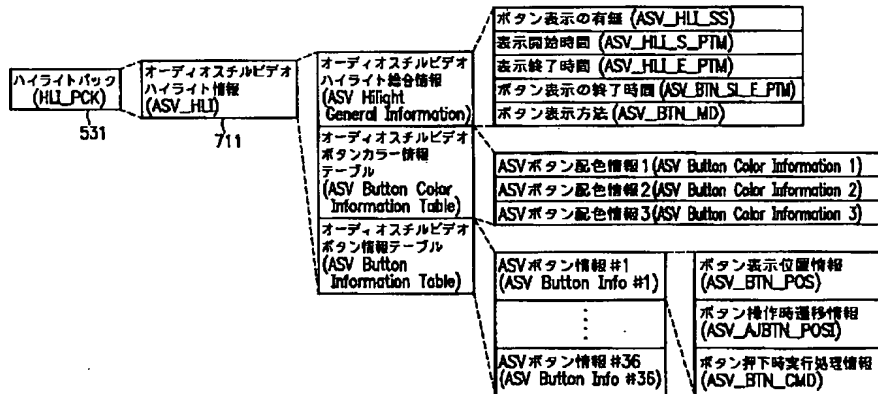 ハイライトパック
(HLI_PCK)
531
オーディオスチルビデオ
ハイライト情報
(ASV_HLI)
711
オーディオスチルビデオ
ハイライト総合情報
(ASV Hilight
General Information)
オーディオスチルビデオ
ボタンカラー情報
テーブル
(ASV Button Color
Information Table)
オーディオスチルビデオ
ボタン情報テーブル
(ASV Button
Information Table)
ボタン表示の有無 (ASV_HLI_SS)
表示開始時間 (ASV_HLI_S_PTM)
表示終了時間 (ASV_HLI_E_PTM)
ボタン表示の終了時間 (ASV_BTN_SL_E_PTM)
ボタン表示方法 (ASV_BTN_MD)
ASVボタン配色情報1 (ASV Button Color Information 1)
ASVボタン配色情報2 (ASV Button Color Information 2)
ASVボタン配色情報3 (ASV Button Color Information 3)
ASVボタン情報#1
(ASV Button Info #1)
⋮
ASVボタン情報#36
(ASV Button Info #36)
ボタン表示位置情報
(ASV_BTN_POS)
ボタン操作時遷移情報
(ASV_AJBTN_POSI)
ボタン押下時実行処理情報
(ASV_BTN_CMD)